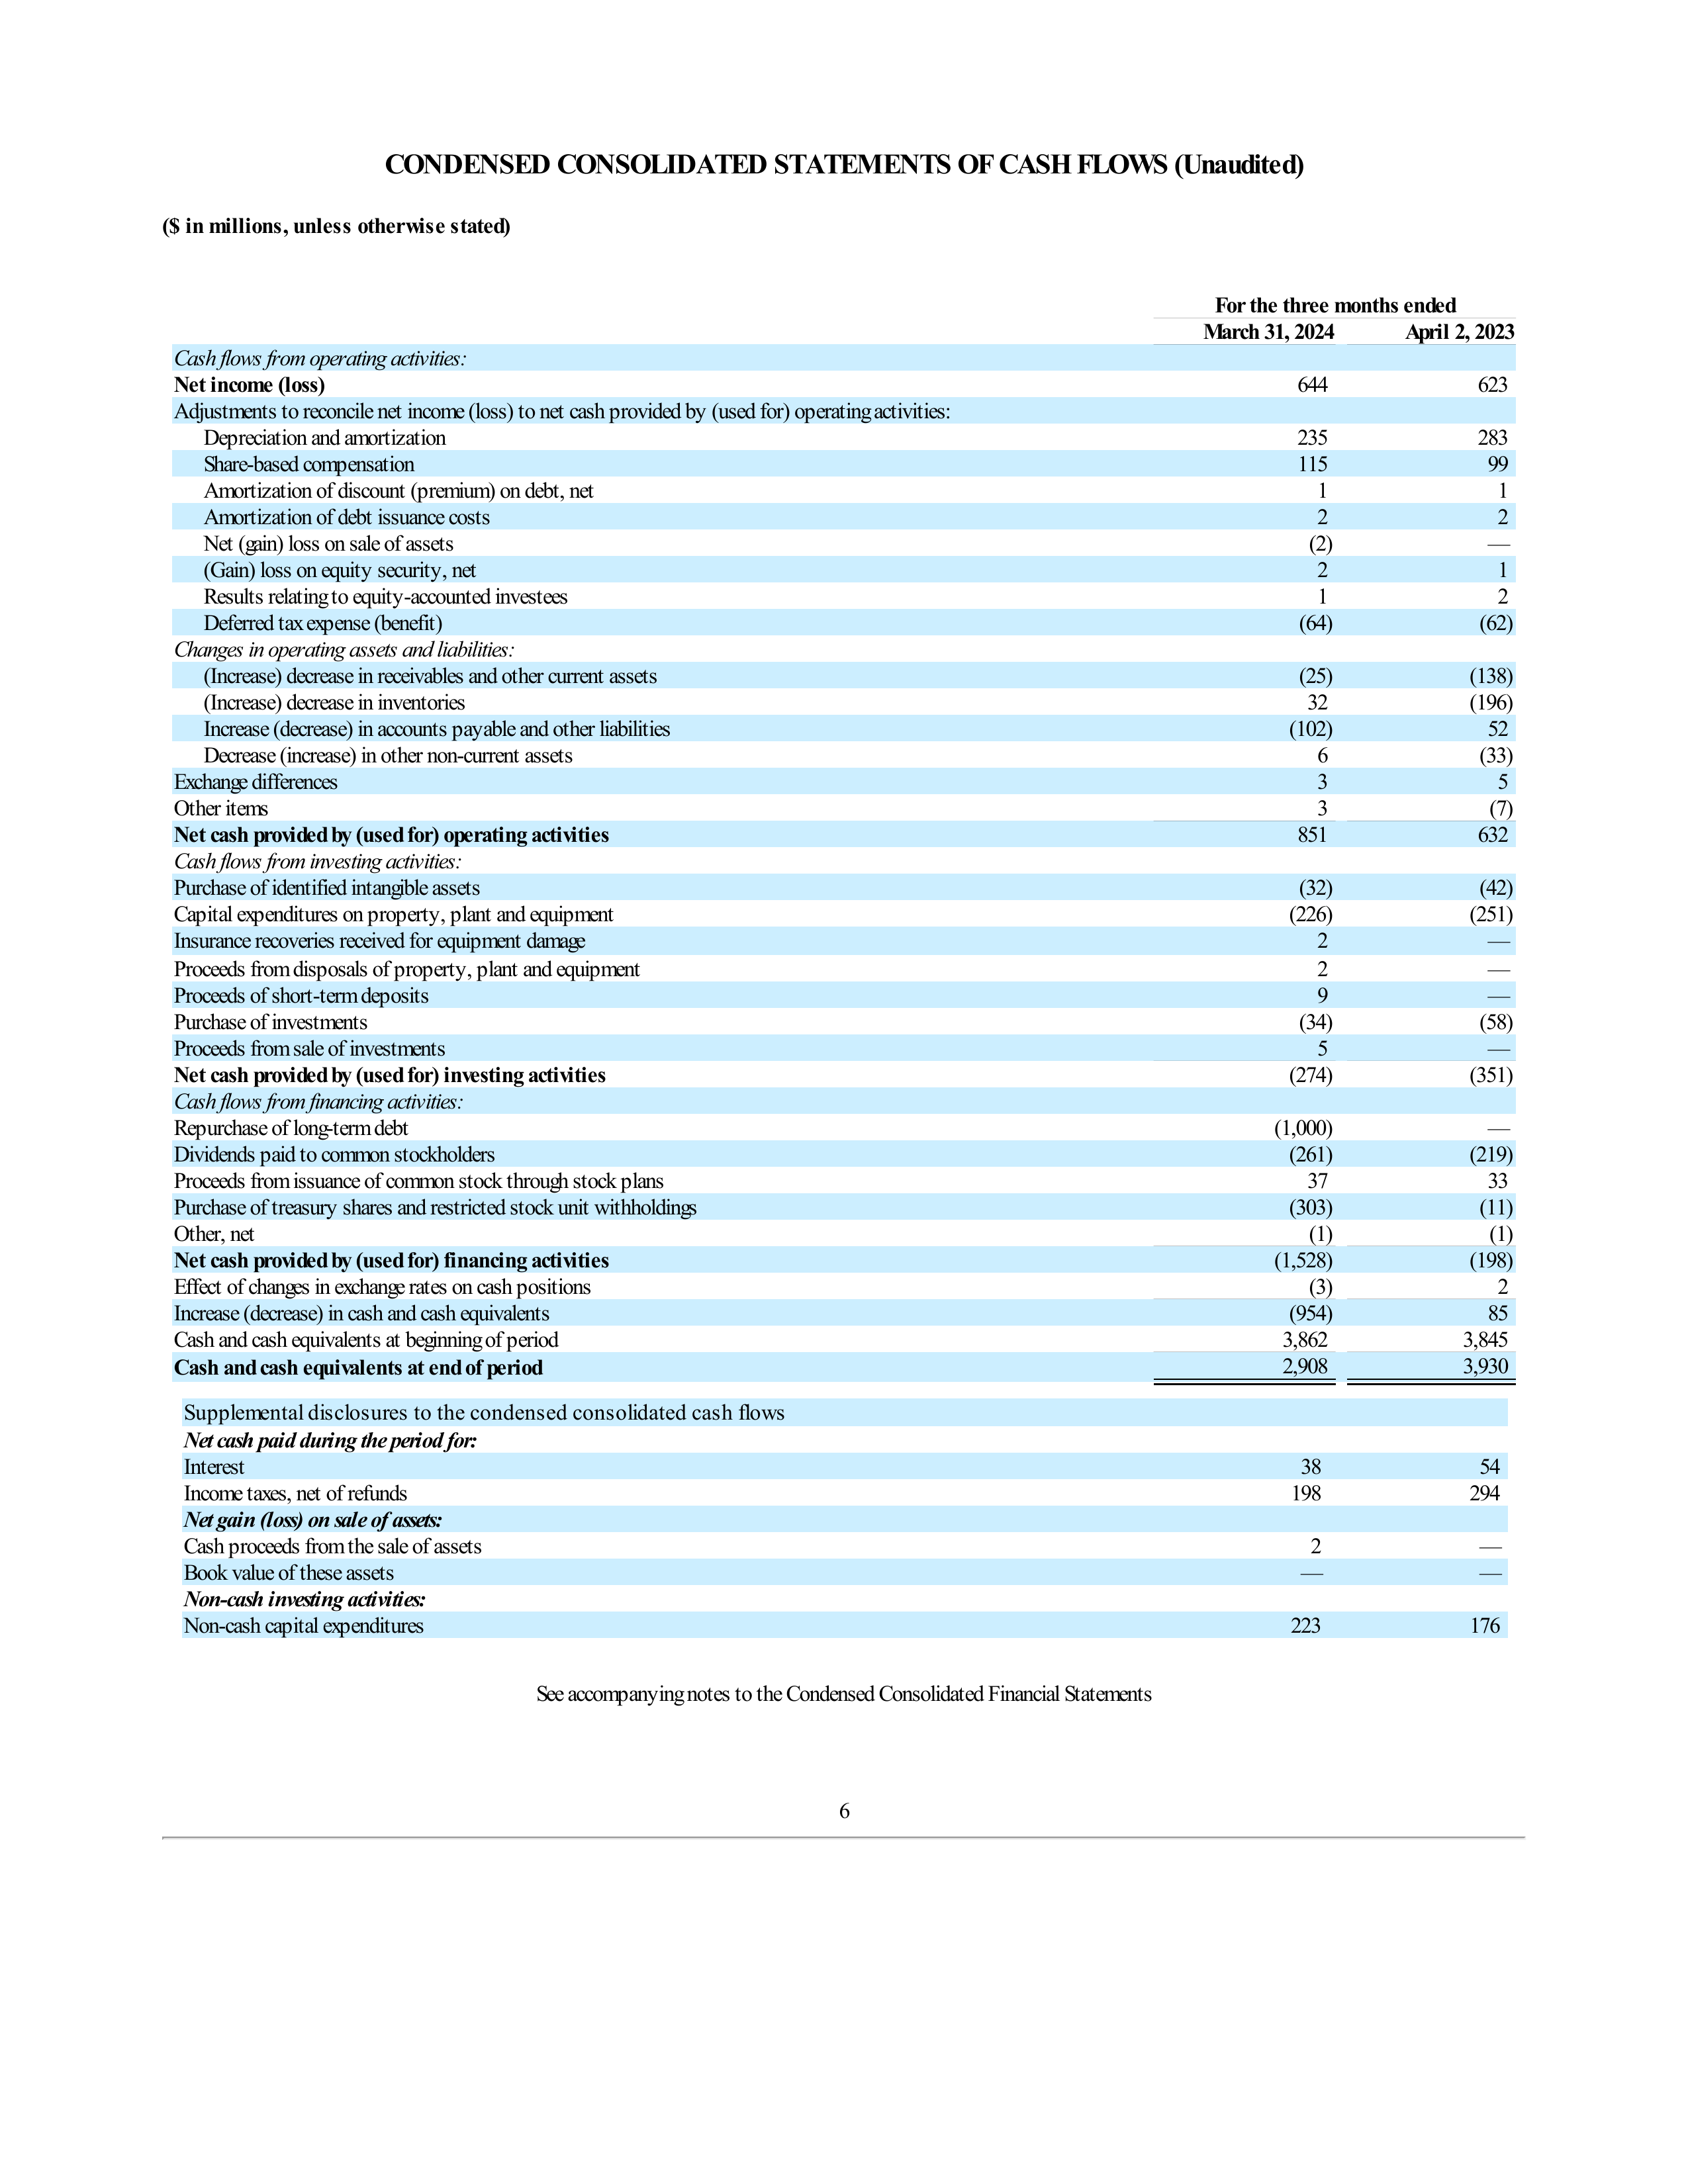 CONDENSED CONSOLIDATED STATEMENTS OF CASH FLOWS (Unaudited)
($ in millions, unless otherwise stated)
For the three months ended
March 31, 2024 April 2, 2023
Cash flows from operating activities:
Net income (loss) 644 623
Adjustments to reconcile net income (loss) to net cash provided by (used for) operating activities:
Depreciation and amortization 235 283
Share-based compensation 115 99
Amortization of discount (premium) on debt, net 1 1
Amortization of debt issuance costs 2 2
Net (gain) loss on sale of assets (2) —
(Gain) loss on equity security, net 2 1
Results relating to equity-accounted investees 1 2
Deferred tax expense (benefit) (64) (62)
Changes in operating assets and liabilities:
(Increase) decrease in receivables and other current assets (25) (138)
(Increase) decrease in inventories 32 (196)
Increase (decrease) in accounts payable and other liabilities (102) 52
Decrease (increase) in other non-current assets 6 (33)
Exchange differences 3 5
Other items 3 (7)
Net cash provided by (used for) operating activities 851 632
Cash flows from investing activities:
Purchase of identified intangible assets (32) (42)
Capital expenditures on property, plant and equipment (226) (251)
Insurance recoveries received for equipment damage 2 —
Proceeds from disposals of property, plant and equipment 2 —
Proceeds of short-term deposits 9 —
Purchase of investments (34) (58)
Proceeds from sale of investments 5 —
Net cash provided by (used for) investing activities (274) (351)
Cash flows from financing activities:
Repurchase of long-term debt (1,000) —
Dividends paid to common stockholders (261) (219)
Proceeds from issuance of common stock through stock plans 37 33
Purchase of treasury shares and restricted stock unit withholdings (303) (11)
Other, net (1) (1)
Net cash provided by (used for) financing activities (1,528) (198)
Effect of changes in exchange rates on cash positions (3) 2
Increase (decrease) in cash and cash equivalents (954) 85
Cash and cash equivalents at beginning of period 3,862 3,845
Cash and cash equivalents at end of period 2,908 3,930
Supplemental disclosures to the condensed consolidated cash flows
Net cash paid during the period for:
Interest 38 54
Income taxes, net of refunds 198 294
Net gain (loss) on sale of assets:
Cash proceeds from the sale of assets 2 —
Book value of these assets — —
Non-cash investing activities:
Non-cash capital expenditures 223 176
See accompanying notes to the Condensed Consolidated Financial Statements
6